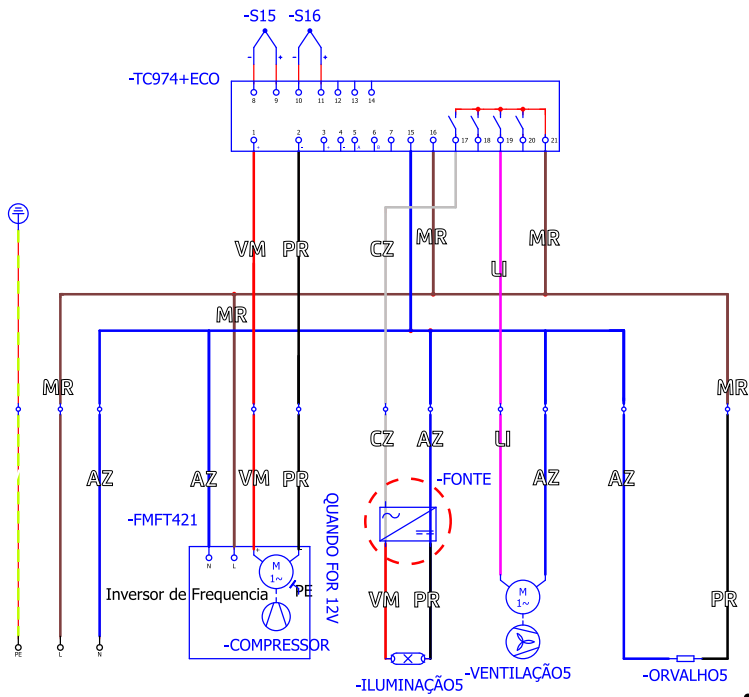 -S15 -S16
- + - +
-TC974+ECO
8 9 10 11 12 13 14
1 2 3 4 5 6 7 15 16 17 18 19 20 21
+ - + - A B
VM PR CZ MR MR
LI
MR
MR MR
CZ AZ LI
AZ AZ VM PR AZ AZ
-FONTE
QUANDO FOR 12V
-FMFT421
N L + -
M
1~
PE
Inversor de Frequencia
-COMPRESSOR
VM PR PR
M
1~
PE L N
-ILUMINAÇÃO5
-VENTILAÇÃO5
-ORVALHO5